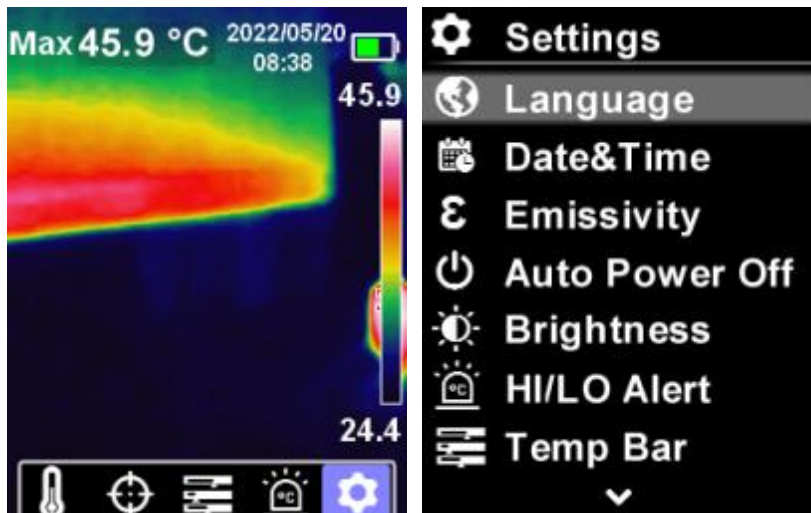 Max 45.9 °C
2022/05/20
08:38
45.9
24.4
°C
Settings
Language
Date&Time
ε Emissivity
Auto Power Off
Brightness
°C HI/LO Alert
Temp Bar